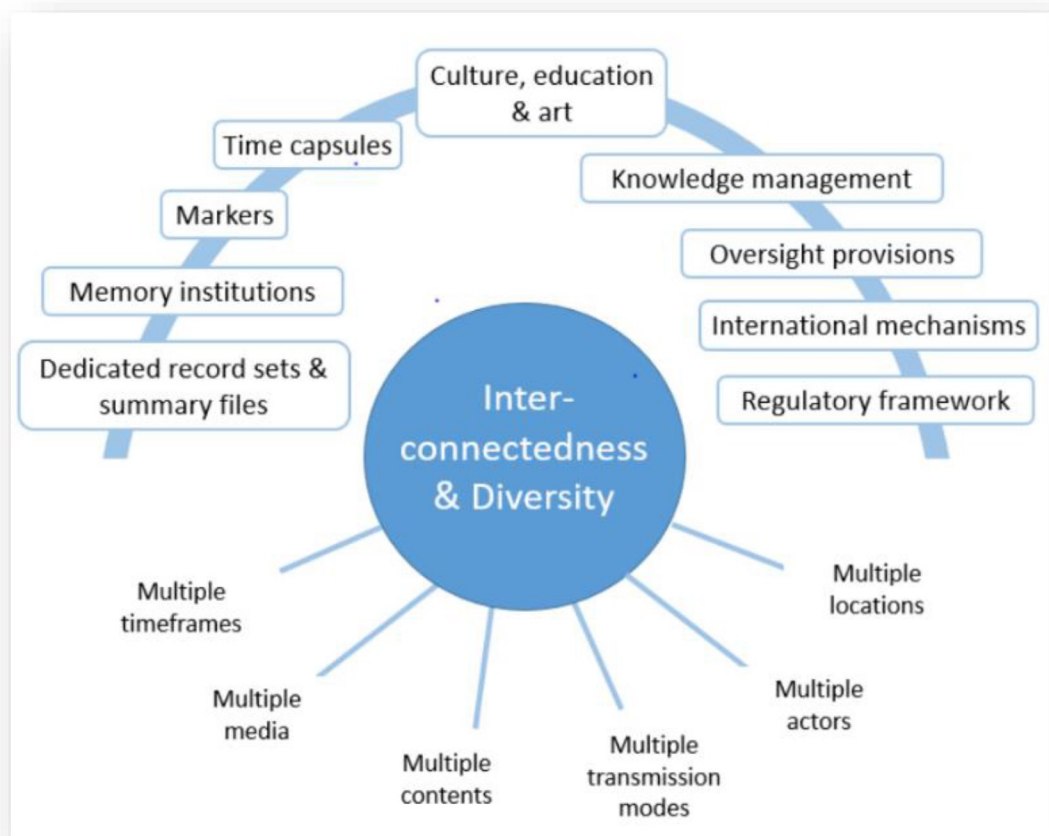 Culture, education
& art
Time capsules
Knowledge management
Markers
Oversight provisions
Memory institutions
International mechanisms
Dedicated record sets &
summary files
Regulatory framework
Inter-
connectedness
& Diversity
Multiple
timeframes
Multiple
media
Multiple
contents
Multiple
transmission
modes
Multiple
actors
Multiple
locations